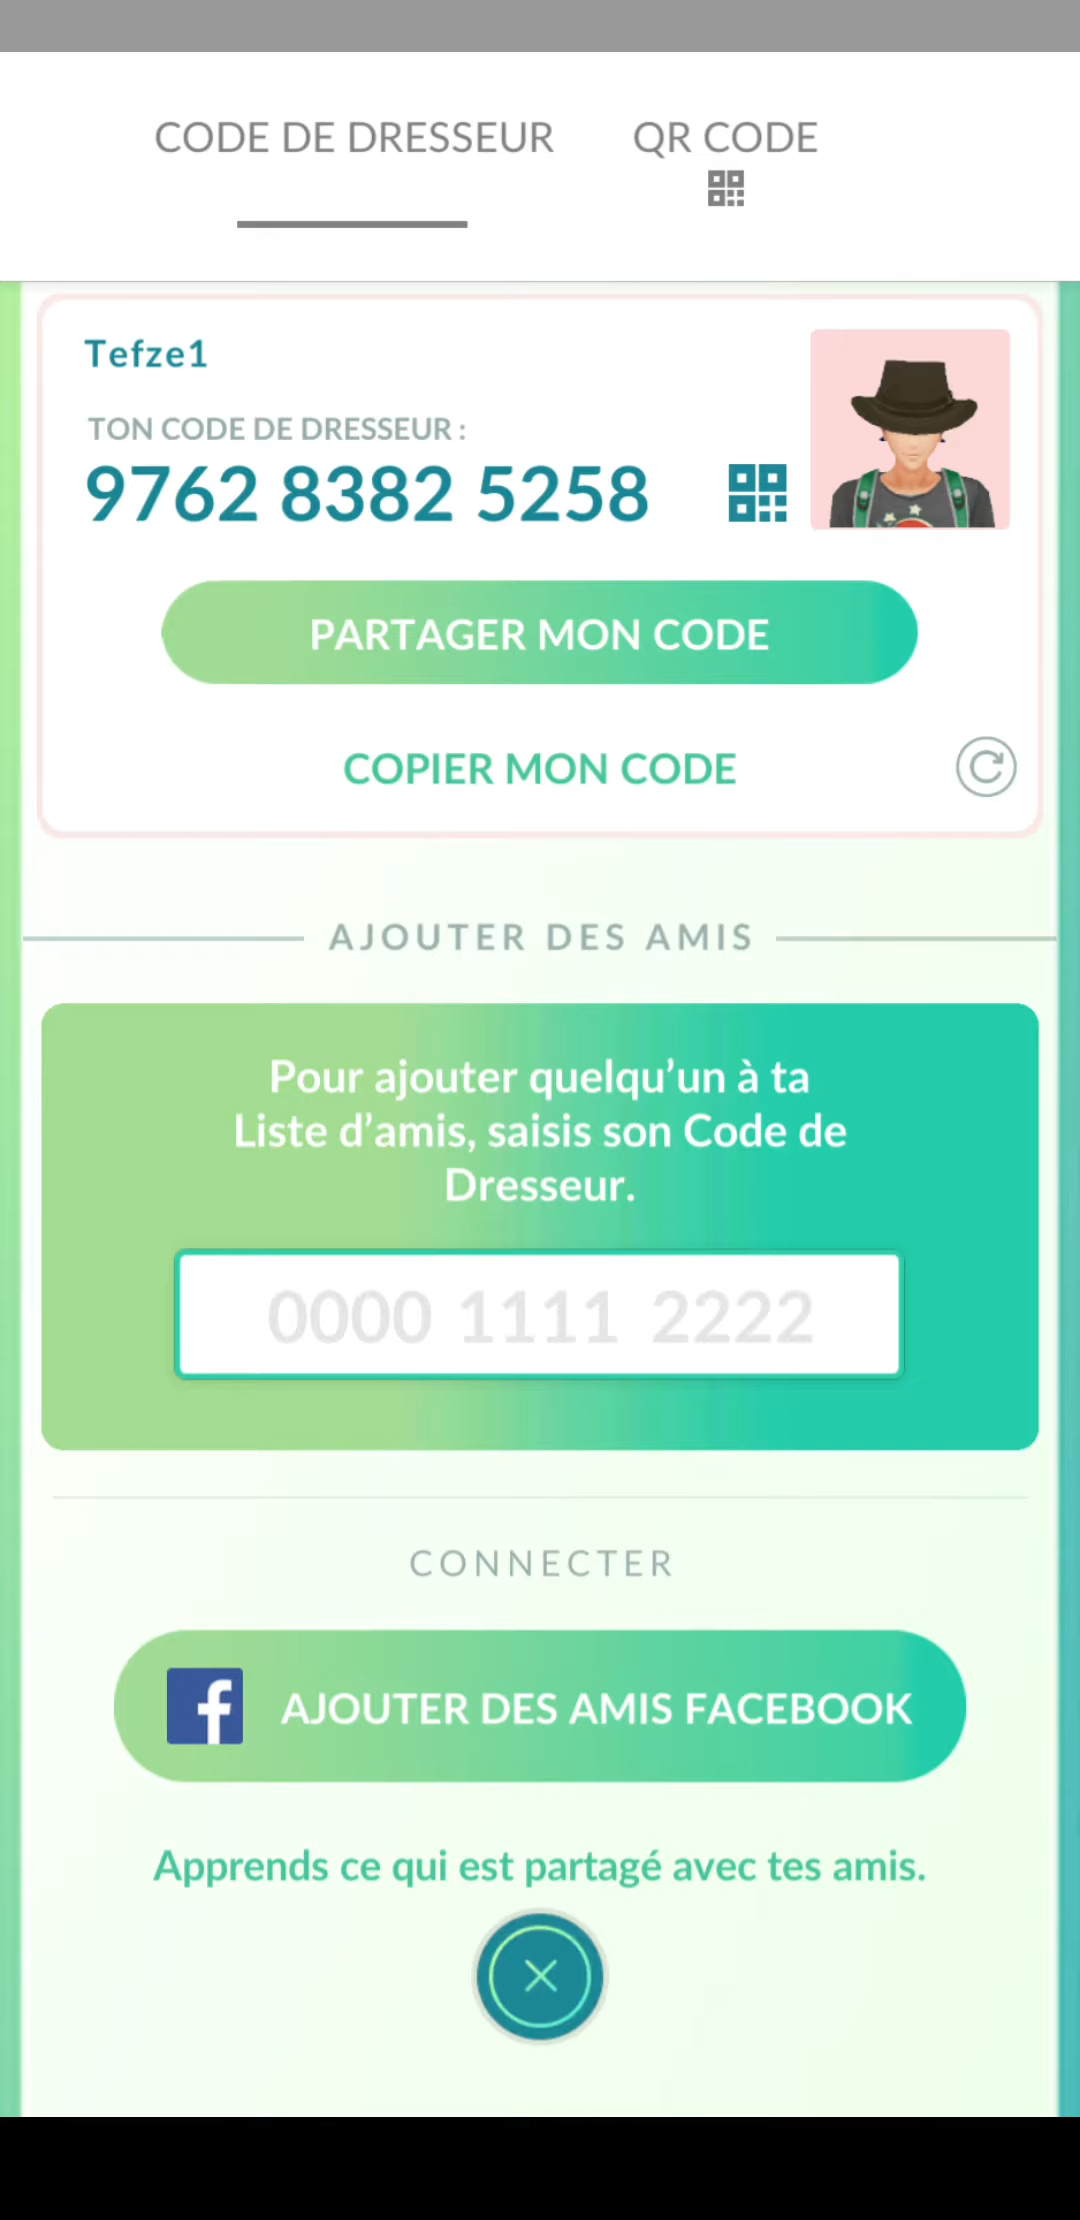 CODE DE DRESSEUR
QR CODE
Tefze1
TON CODE DE DRESSEUR :
9762 8382 5258
PARTAGER MON CODE
COPIER MON CODE
AJOUTER DES AMIS
Pour ajouter quelqu’un à ta
Liste d’amis, saisis son Code de
Dresseur.
0000 1111 2222
CONNECTER
AJOUTER DES AMIS FACEBOOK
Apprends ce qui est partagé avec tes amis.